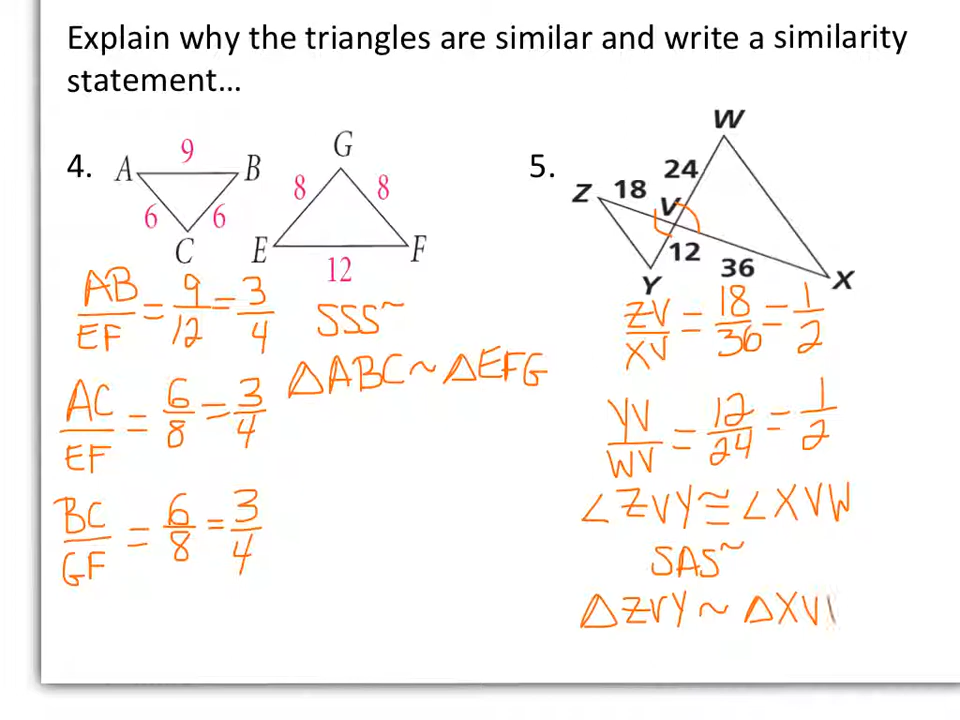 Explain why the triangles are similar and write a similarity
statement...
4.
A 9 B
6 6
C
G
8 8
E F
12
AB/EF = 9/12 = 3/4
SSS~
△ABC ~ △EFG
AC/EF = 6/8 = 3/4
BC/GF = 6/8 = 3/4
5.
W
24
Z 18 V
12
36
Y X
ZV/XV = 18/36 = 1/2
YV/WV = 12/24 = 1/2
∠ZVY ≅ ∠XVW
SAS~
△ZVY ~ △XV